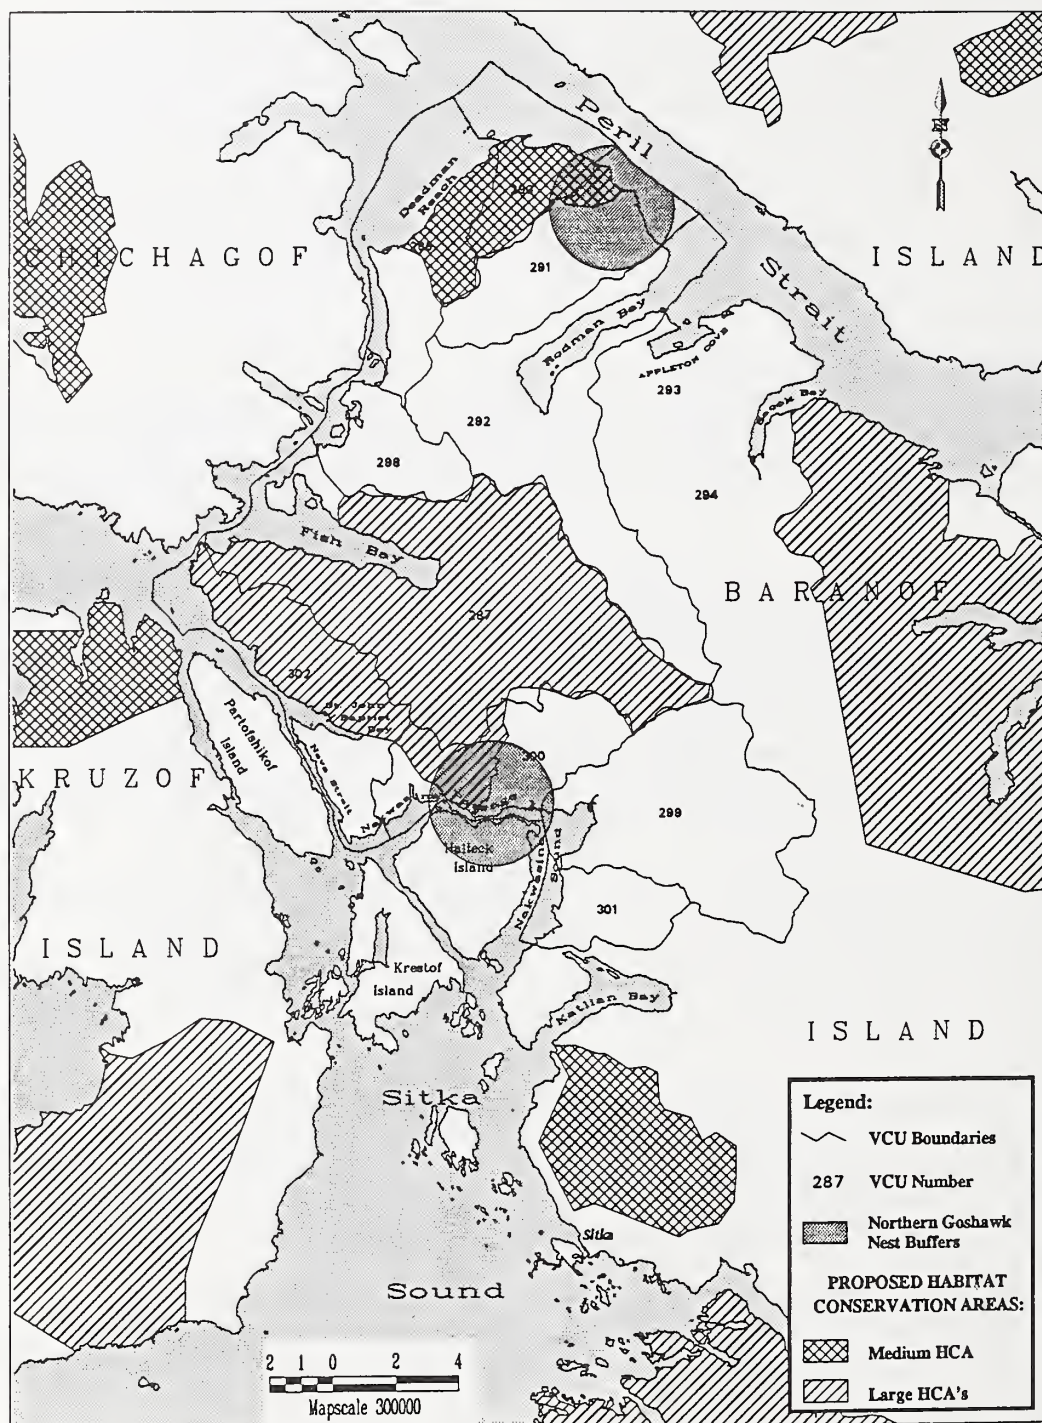 Peril
Strait
Deadman
Reach
CHICHAGOF
ISLAND
291
Rodman Bay
APPLETON COVE
293
Saook Bay
292
298
294
Fish Bay
BARANOF
287
302
St. John
Baptist
Bay
Partofshikof
Island
Neva Strait
300
KRUZOF
Halleck
Island
299
Nakwasina
Sound
301
ISLAND
Krestof
Island
Katlian Bay
ISLAND
Sitka
Sitka
Sound
Legend:
VCU Boundaries
287 VCU Number
Northern Goshawk
Nest Buffers
PROPOSED HABITAT
CONSERVATION AREAS:
Medium HCA
Large HCA's
2 1 0 2 4
Mapscale 300000